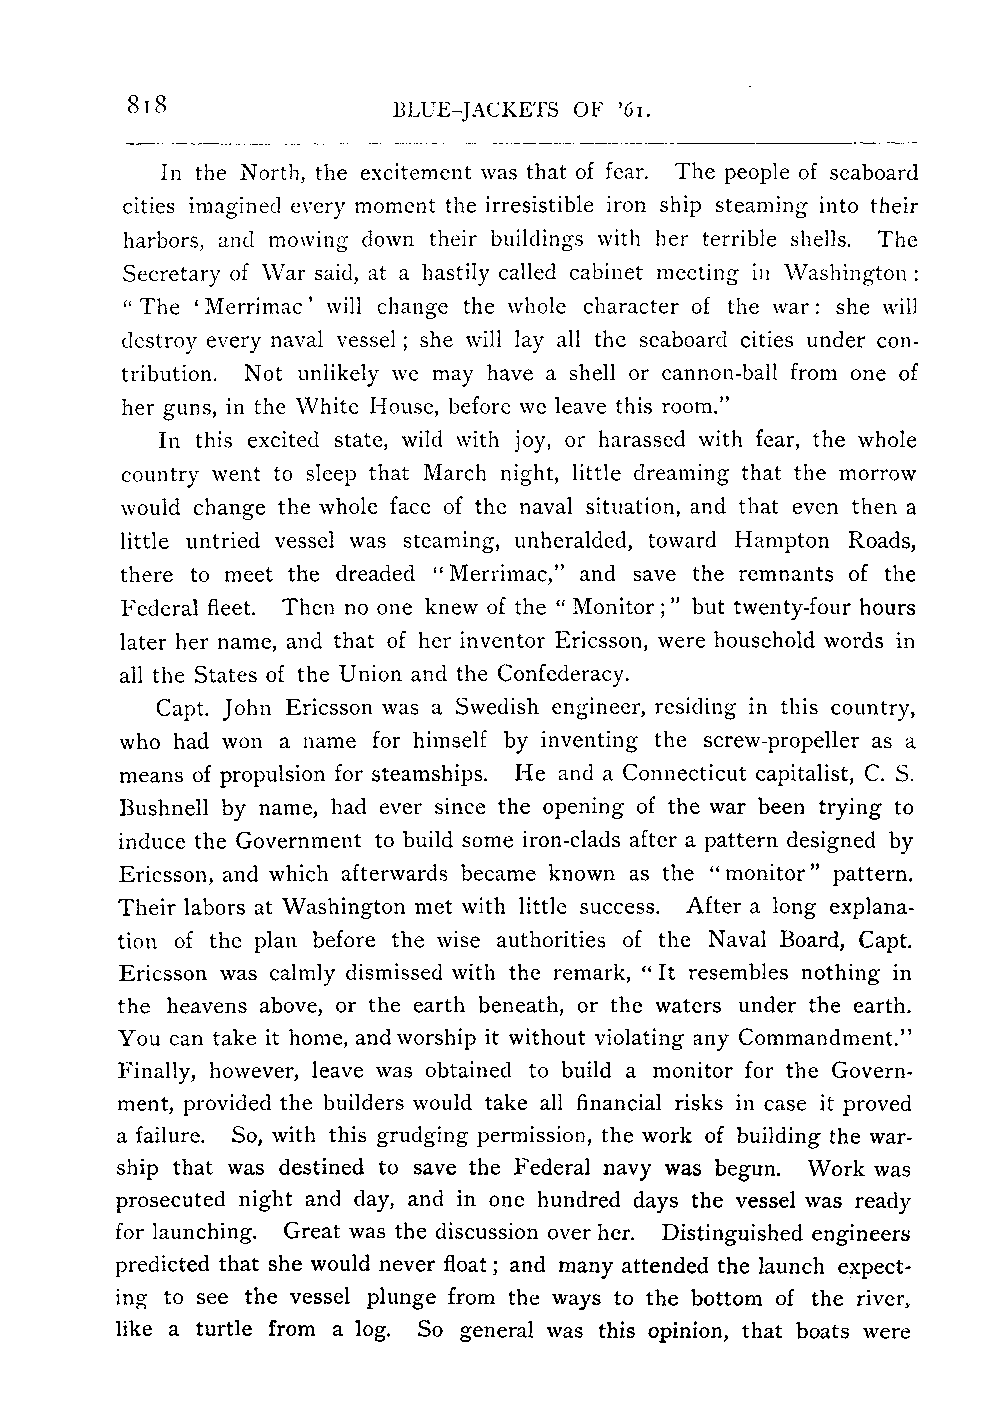 818 BLUE-JACKETS OF '61.
In the North, the excitement was that of fear. The people of seaboard
cities imagined every moment the irresistible iron ship steaming into their
harbors, and mowing down their buildings with her terrible shells. The
Secretary of War said, at a hastily called cabinet meeting in Washington :
“ The ‘ Merrimac ’ will change the whole character of the war : she will
destroy every naval vessel ; she will lay all the seaboard cities under con-
tribution. Not unlikely we may have a shell or cannon-ball from one of
her guns, in the White House, before we leave this room.”
In this excited state, wild with joy, or harassed with fear, the whole
country went to sleep that March night, little dreaming that the morrow
would change the whole face of the naval situation, and that even then a
little untried vessel was steaming, unheralded, toward Hampton Roads,
there to meet the dreaded “ Merrimac,” and save the remnants of the
Federal fleet. Then no one knew of the “ Monitor ; ” but twenty-four hours
later her name, and that of her inventor Ericsson, were household words in
all the States of the Union and the Confederacy.
Capt. John Ericsson was a Swedish engineer, residing in this country,
who had won a name for himself by inventing the screw-propeller as a
means of propulsion for steamships. He and a Connecticut capitalist, C. S.
Bushnell by name, had ever since the opening of the war been trying to
induce the Government to build some iron-clads after a pattern designed by
Ericsson, and which afterwards became known as the “ monitor ” pattern.
Their labors at Washington met with little success. After a long explana-
tion of the plan before the wise authorities of the Naval Board, Capt.
Ericsson was calmly dismissed with the remark, “ It resembles nothing in
the heavens above, or the earth beneath, or the waters under the earth.
You can take it home, and worship it without violating any Commandment.”
Finally, however, leave was obtained to build a monitor for the Govern-
ment, provided the builders would take all financial risks in case it proved
a failure. So, with this grudging permission, the work of building the war-
ship that was destined to save the Federal navy was begun. Work was
prosecuted night and day, and in one hundred days the vessel was ready
for launching. Great was the discussion over her. Distinguished engineers
predicted that she would never float ; and many attended the launch expect-
ing to see the vessel plunge from the ways to the bottom of the river,
like a turtle from a log. So general was this opinion, that boats were